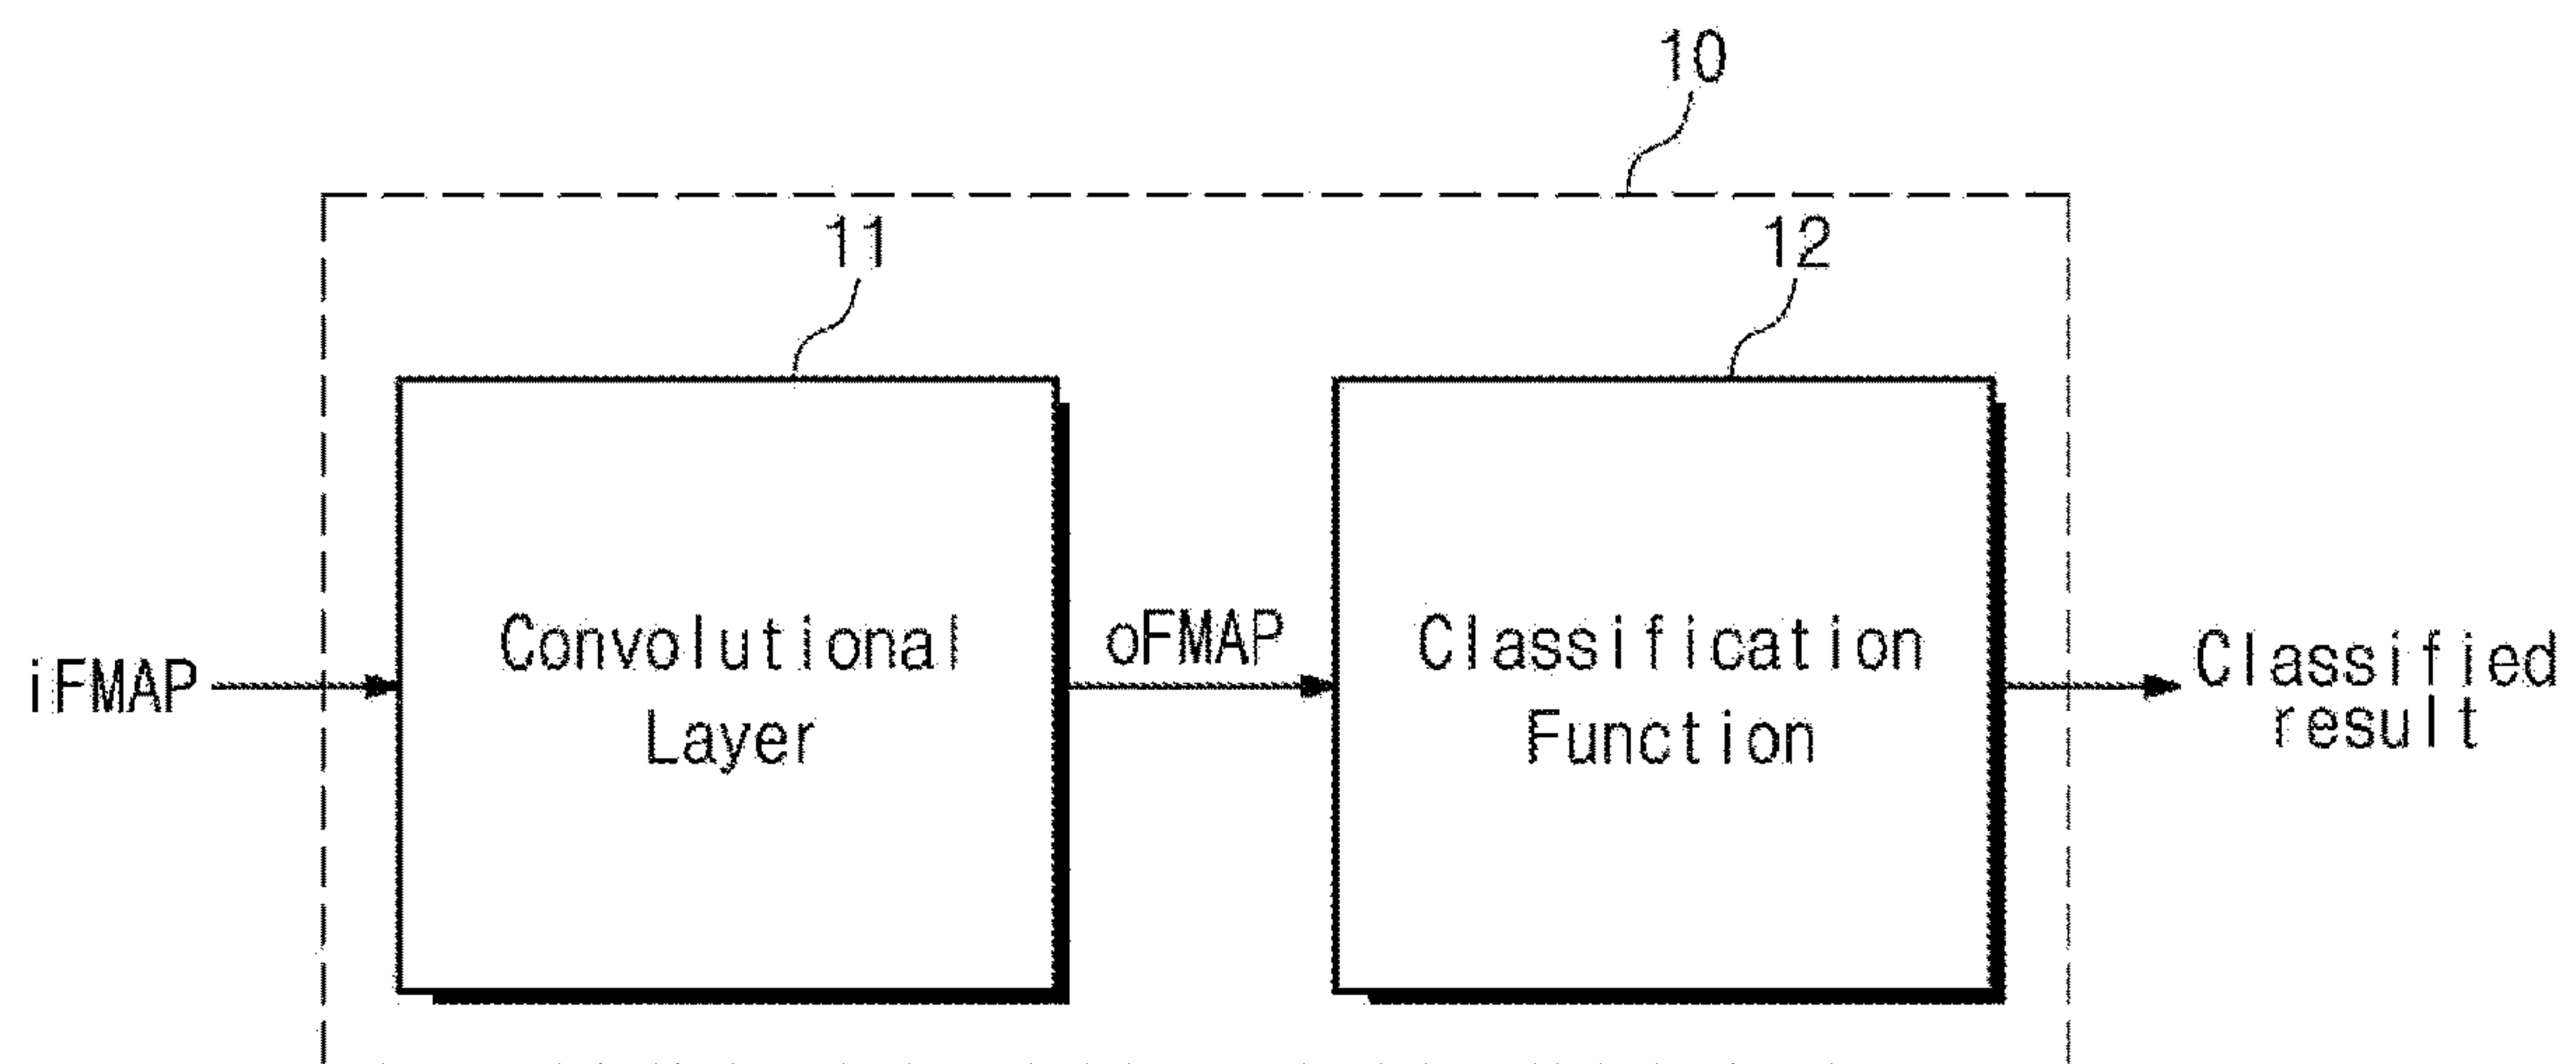 10
11
12
iFMAP
Convolutional
Layer
oFMAP
Classification
Function
Classified
result